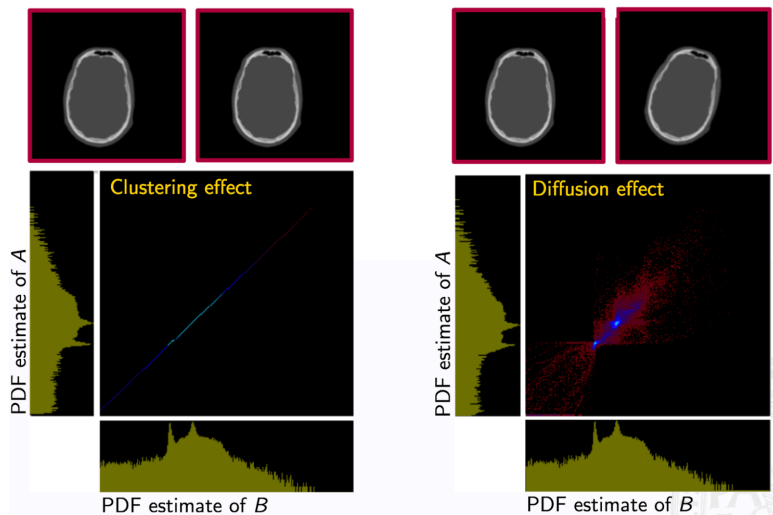 Clustering effect
PDF estimate of A
PDF estimate of B
Diffusion effect
PDF estimate of A
PDF estimate of B